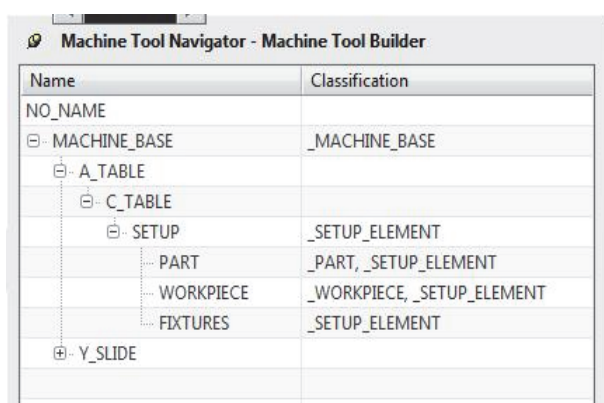 Machine Tool Navigator - Machine Tool Builder
Name Classification
NO_NAME
MACHINE_BASE _MACHINE_BASE
A_TABLE
C_TABLE
SETUP _SETUP_ELEMENT
PART _PART, _SETUP_ELEMENT
WORKPIECE _WORKPIECE, _SETUP_ELEMENT
FIXTURES _SETUP_ELEMENT
Y_SLIDE